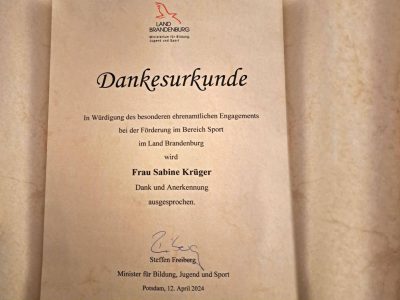 LAND
BRANDENBURG
Ministerium für Bildung,
Jugend und Sport
Dankesurkunde
In Würdigung des besonderen ehrenamtlichen Engagements
bei der Förderung im Bereich Sport
im Land Brandenburg
wird
Frau Sabine Krüger
Dank und Anerkennung
ausgesprochen.
Steffen Freiberg
Minister für Bildung, Jugend und Sport
Potsdam, 12. April 2024